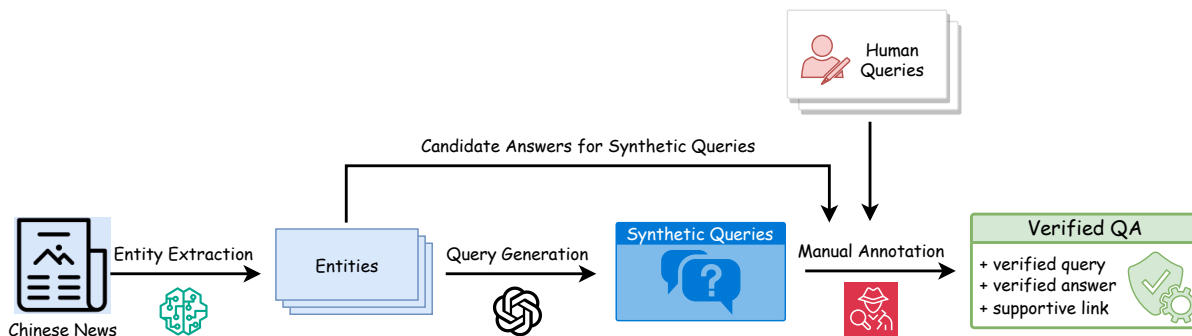 Human
Queries
Candidate Answers for Synthetic Queries
Chinese News
Entity Extraction
Entities
Query Generation
Synthetic Queries
?
Manual Annotation
Verified QA
+ verified query
+ verified answer
+ supportive link